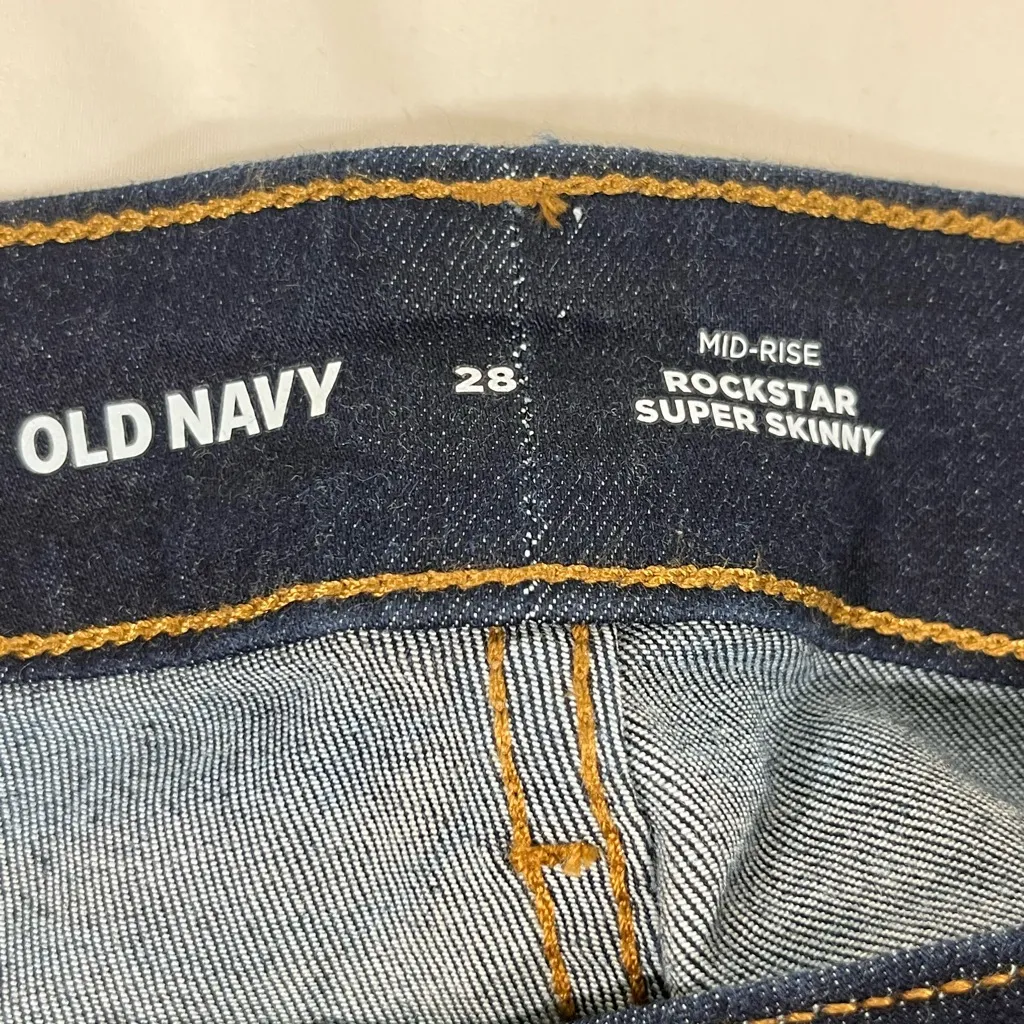 OLD NAVY
28
MID-RISE
ROCKSTAR
SUPER SKINNY